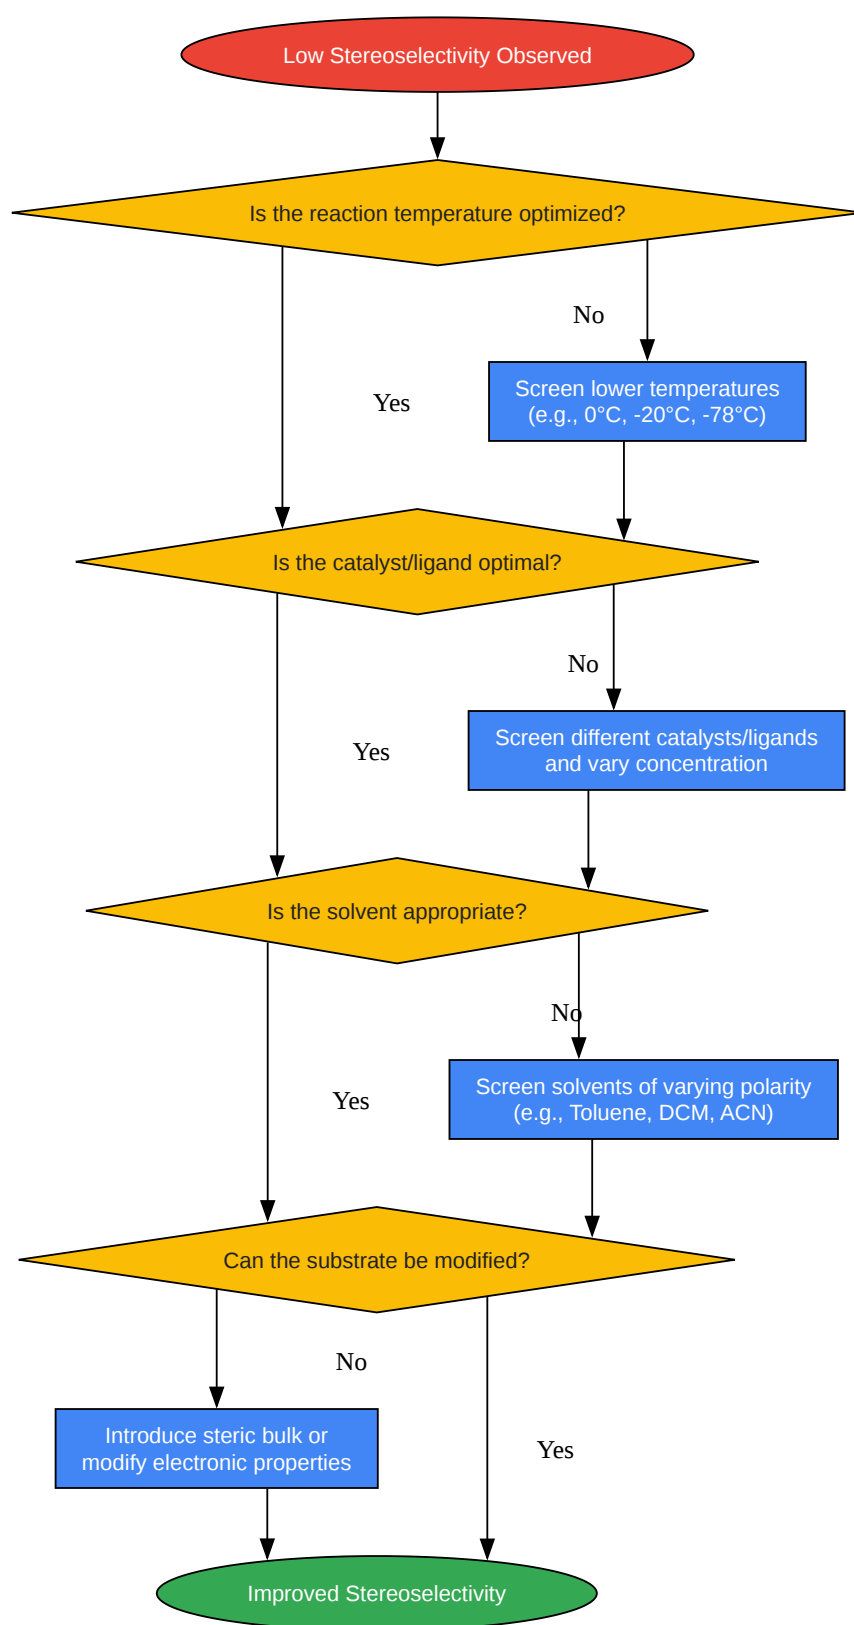 Low Stereoselectivity Observed
Is the reaction temperature optimized?
No
Screen lower temperatures
(e.g., 0°C, -20°C, -78°C)
Yes
Is the catalyst/ligand optimal?
No
Screen different catalysts/ligands
and vary concentration
Yes
Is the solvent appropriate?
No
Screen solvents of varying polarity
(e.g., Toluene, DCM, ACN)
Yes
Can the substrate be modified?
No
Introduce steric bulk or
modify electronic properties
Yes
Improved Stereoselectivity